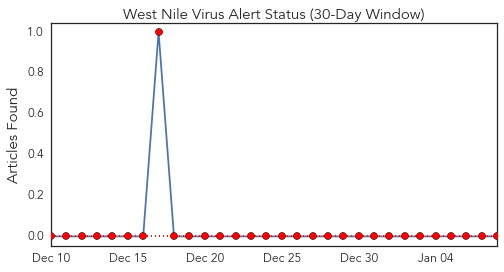 West Nile Virus Alert Status (30-Day Window)
Articles Found
1.0
0.8
0.6
0.4
0.2
0.0
Dec 10 Dec 15 Dec 20 Dec 25 Dec 30 Jan 04